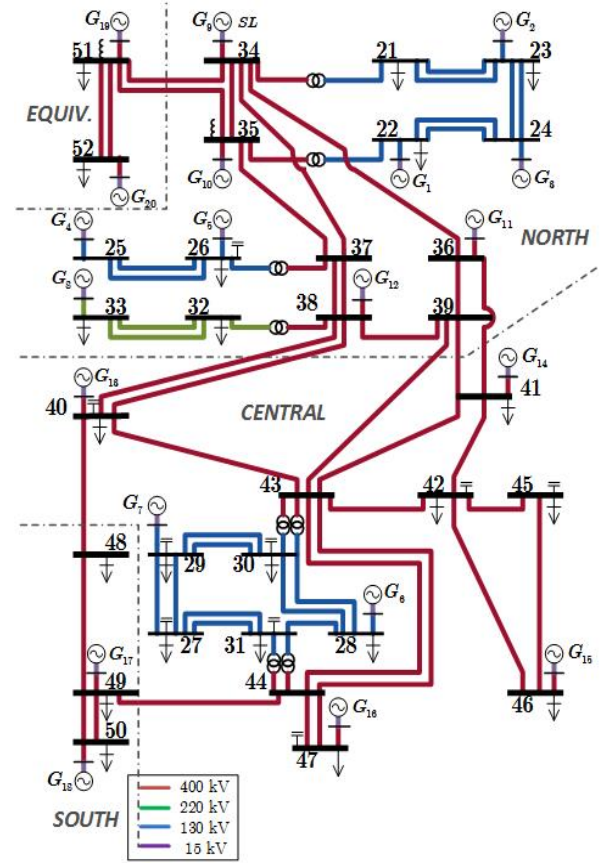 G19 G9 SL G2
51 34 21 23
EQUIV.
35 22 24
52
G20 G10 G1 G8
G4 G5 G11
25 26 37 36 NORTH
G8 G12
33 32 38 39
G18 G14
40 CENTRAL 41
43 42 45
G7
48 29 30
G6
G17 27 31 28 G15
49 44 46
G16
50 47
G18
SOUTH
400 kV
220 kV
130 kV
15 kV